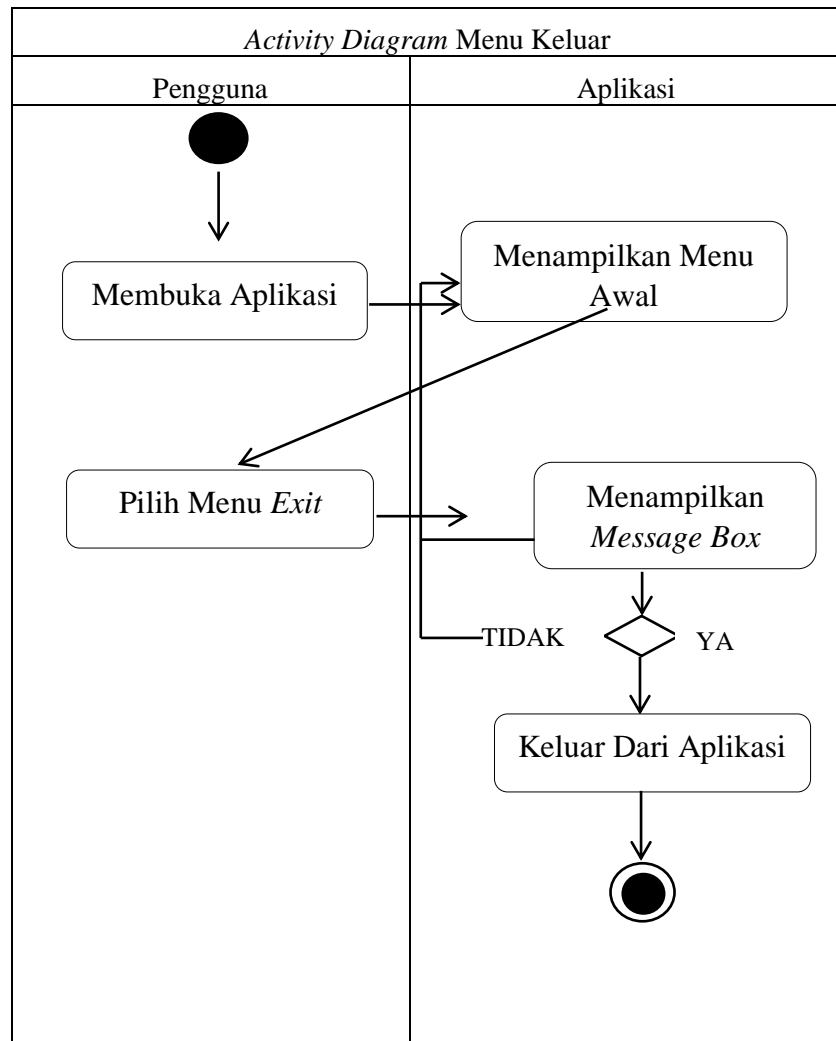 Activity Diagram Menu Keluar
Pengguna
Aplikasi
Membuka Aplikasi
Menampilkan Menu
Awal
Pilih Menu Exit
Menampilkan
Message Box
TIDAK
YA
Keluar Dari Aplikasi